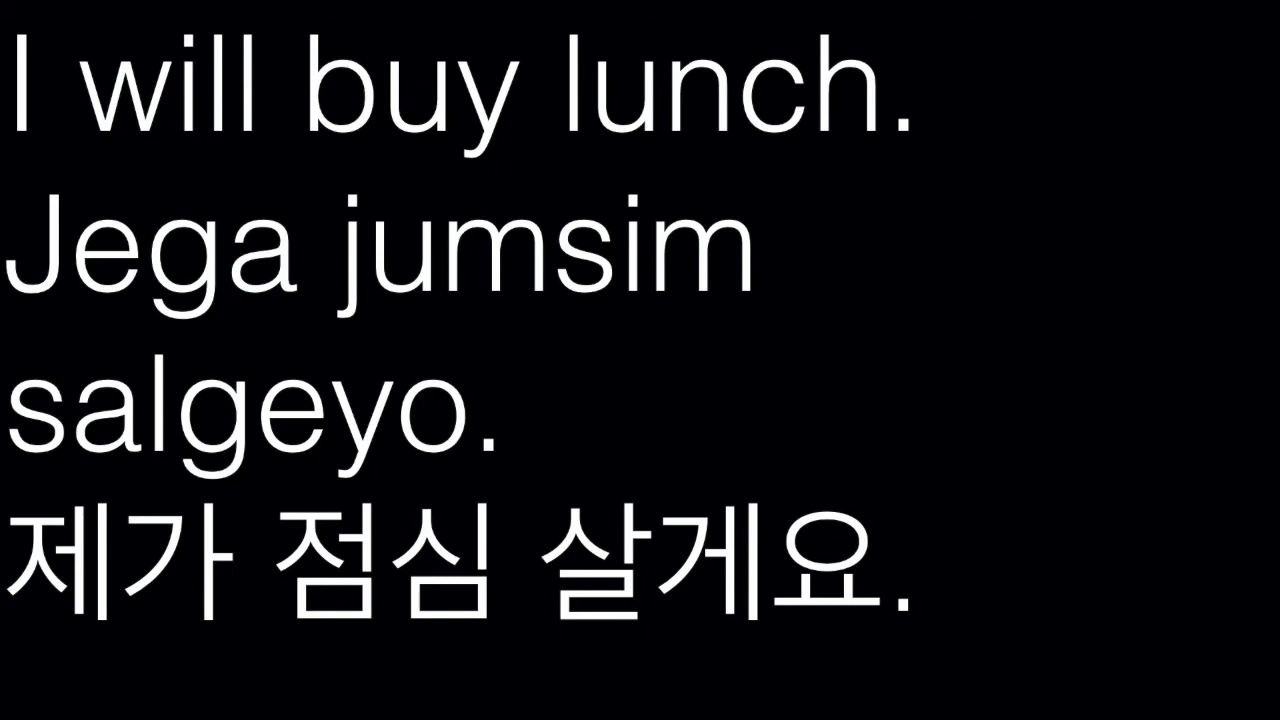 I will buy lunch.
Jega jumsim
salgeyo.
제가 점심 살게요.